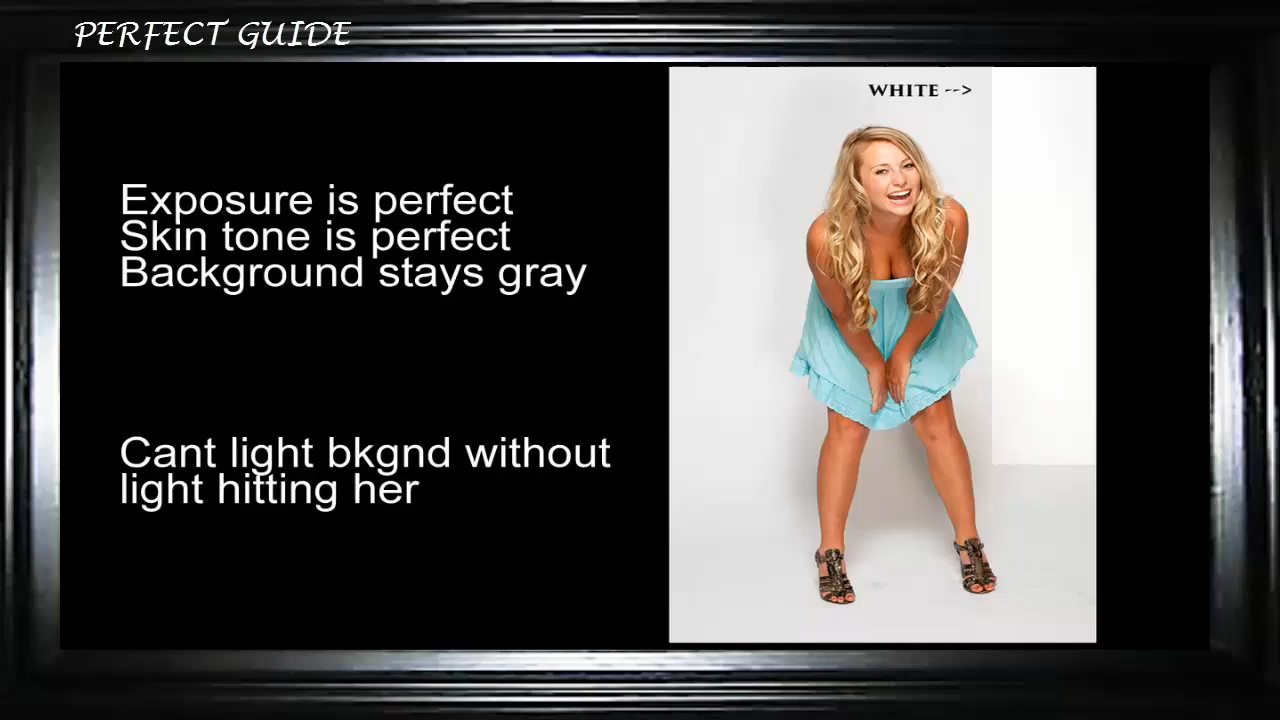 PERFECT GUIDE
WHITE -->
Exposure is perfect
Skin tone is perfect
Background stays gray
Cant light bkgnd without
light hitting her